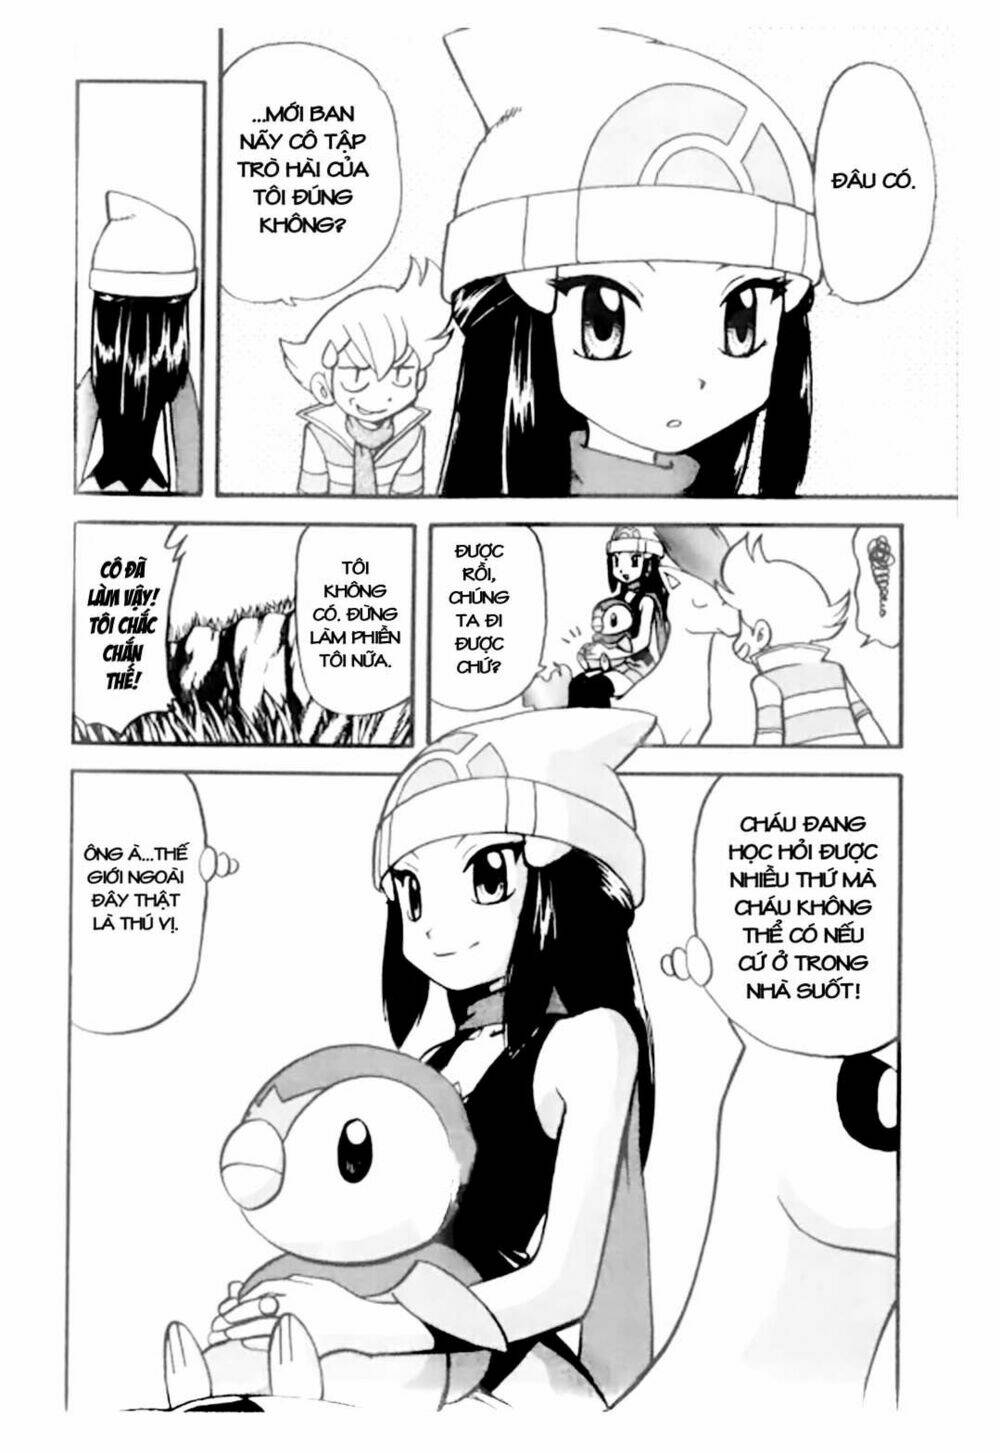 ...MỚI BAN
NÃY CÔ TẬP
TRÒ HÀI CỦA
TÔI ĐÚNG
KHÔNG?
ĐÂU CÓ.
CÔ ĐÃ
LÀM VẬY!
TÔI CHẮC
CHẮN
THẾ!
TÔI
KHÔNG
CÓ. ĐỪNG
LÀM PHIỀN
TÔI NỮA.
ĐƯỢC
RỒI,
CHÚNG
TA ĐI
ĐƯỢC
CHỨ?
ÔNG À...THẾ
GIỚI NGOÀI
ĐÂY THẬT
LÀ THÚ VỊ.
CHÁU ĐANG
HỌC HỎI ĐƯỢC
NHIỀU THỨ MÀ
CHÁU KHÔNG
THỂ CÓ NẾU
CỨ Ở TRONG
NHÀ SUỐT!